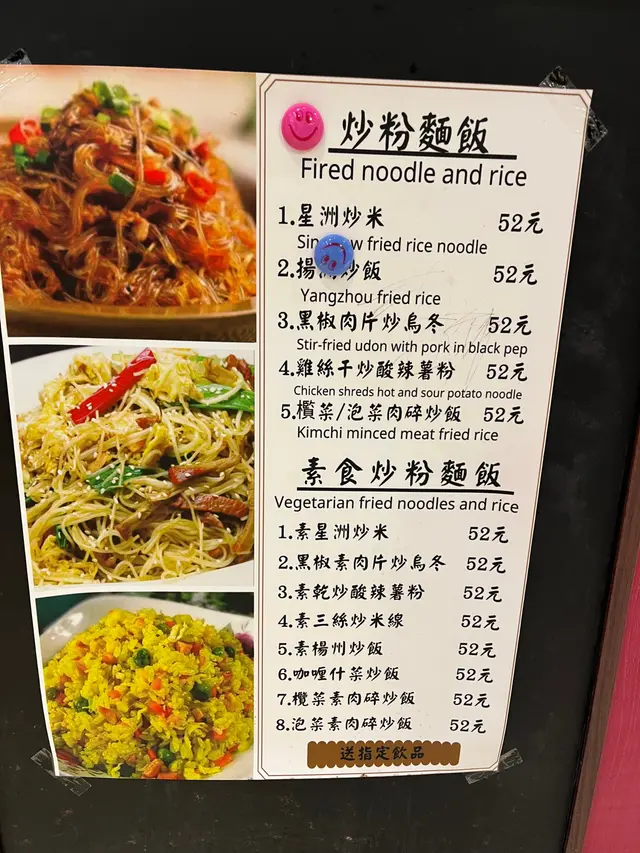 炒粉麵飯
Fired noodle and rice
1.星洲炒米 52元
fried rice noodle
2.揚 炒飯 52元
Yangzhou fried rice
3.黑椒肉片炒烏冬 52元
Stir-fried udon with pork in black pep
4.雞絲干炒酸辣薯粉 52元
Chicken shreds hot and sour potato noodle
5.欖菜/泡菜肉碎炒飯 52元
Kimchi minced meat fried rice
素食炒粉麵飯
Vegetarian fried noodles and rice
1.素星洲炒米 52元
2.黑椒素肉片炒烏冬 52元
3.素乾炒酸辣薯粉 52元
4.素三絲炒米線 52元
5.素楊州炒飯 52元
6.咖喱什菜炒飯 52元
7.欖菜素肉碎炒飯 52元
8.泡菜素肉碎炒飯 52元
送指定飲品